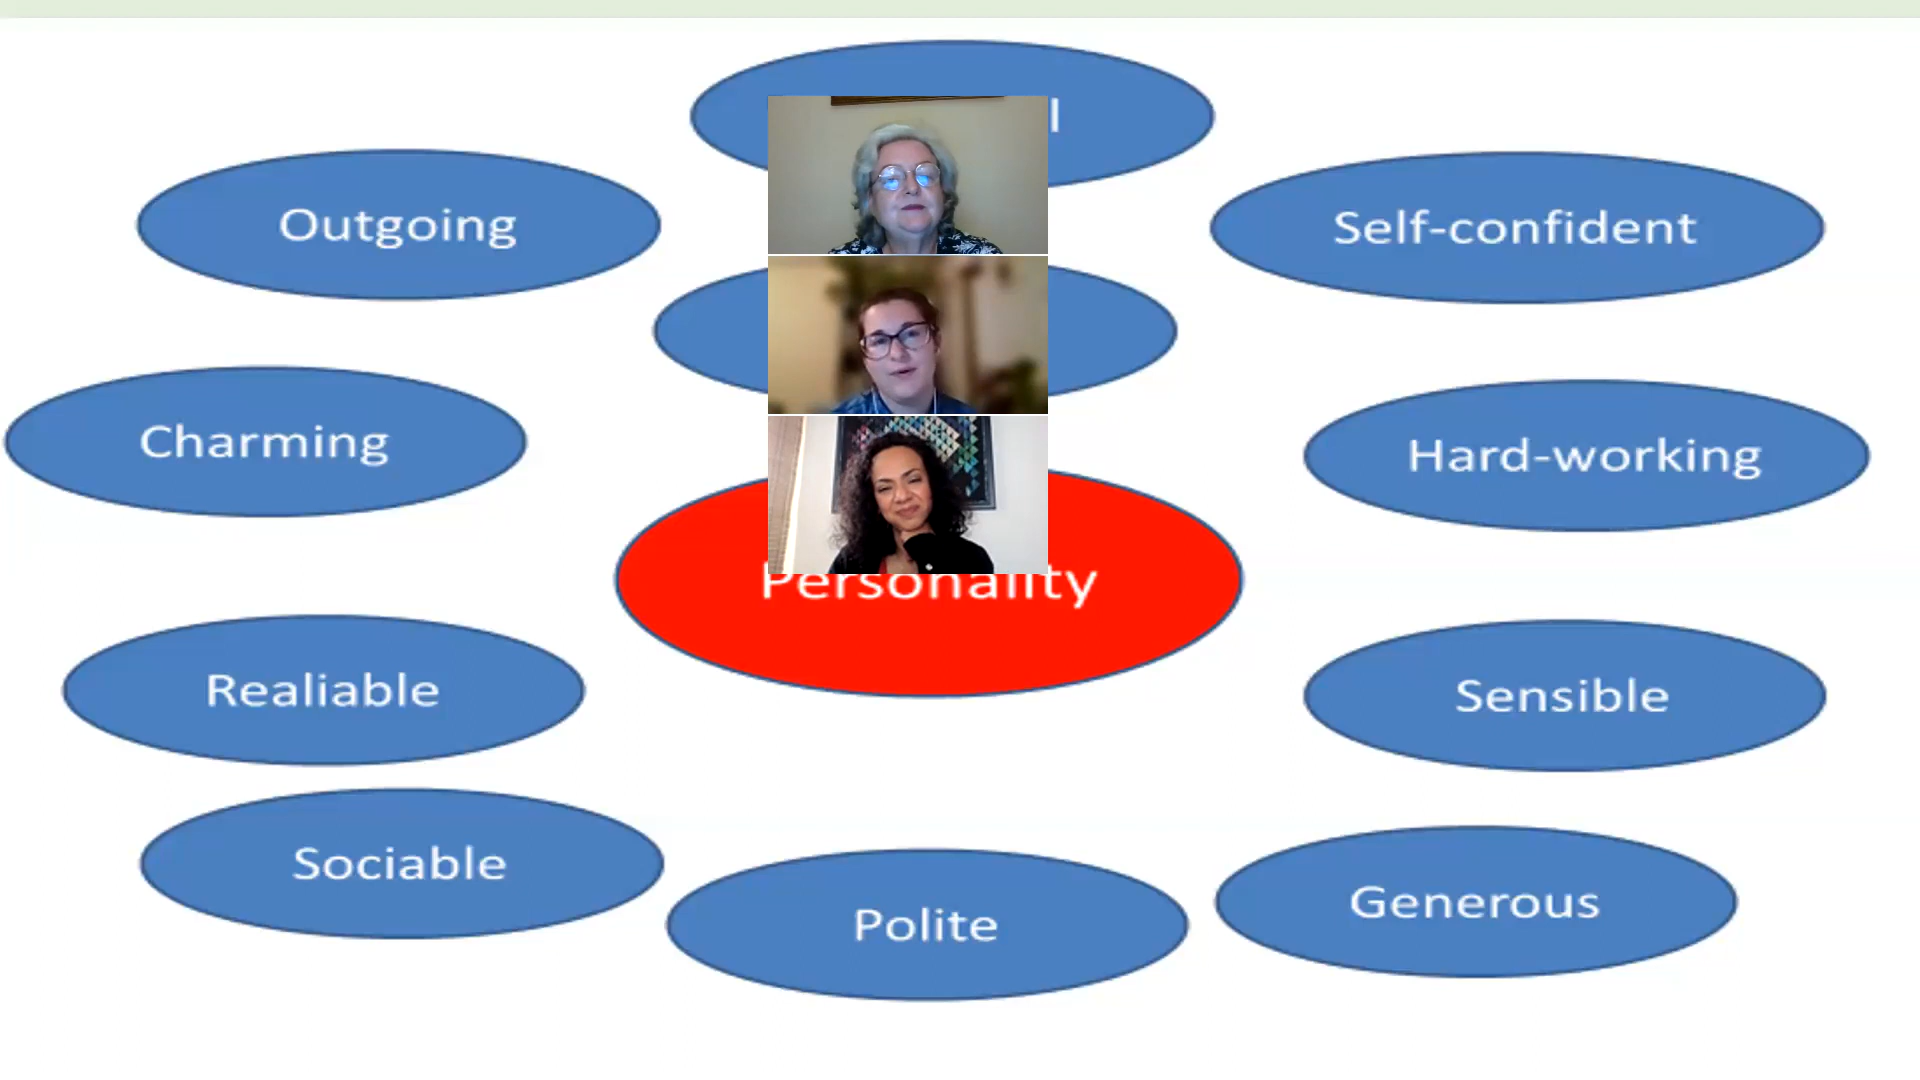 Outgoing
Self-confident
Charming
Hard-working
Personality
Realiable
Sensible
Sociable
Generous
Polite